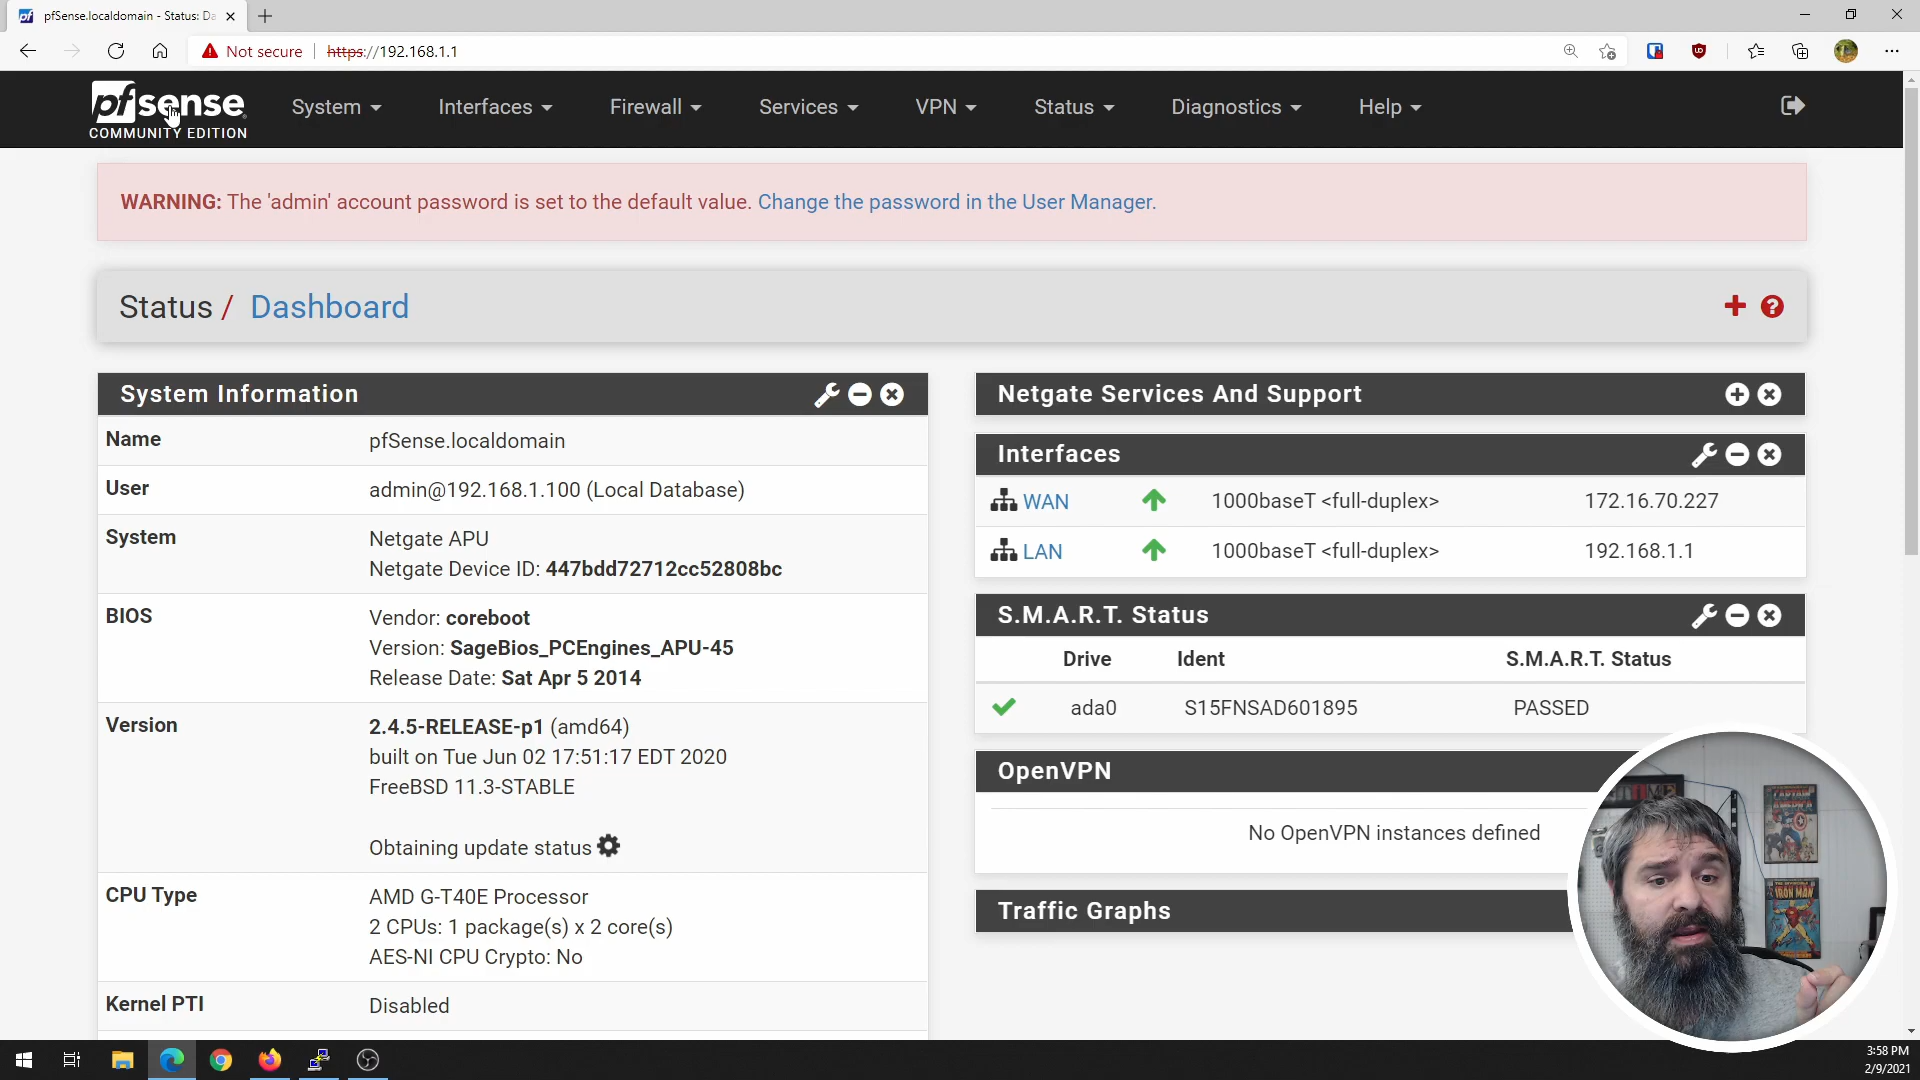 pfSense.localdomain - Status: Da
Not secure https://192.168.1.1
pfsense
COMMUNITY EDITION
System
Interfaces
Firewall
Services
VPN
Status
Diagnostics
Help
WARNING: The 'admin' account password is set to the default value. Change the password in the User Manager.
Status / Dashboard
System Information
Name pfSense.localdomain
User admin@192.168.1.100 (Local Database)
System Netgate APU
Netgate Device ID: 447bdd72712cc52808bc
BIOS Vendor: coreboot
Version: SageBios_PCEngines_APU-45
Release Date: Sat Apr 5 2014
Version 2.4.5-RELEASE-p1 (amd64)
built on Tue Jun 02 17:51:17 EDT 2020
FreeBSD 11.3-STABLE
Obtaining update status
CPU Type AMD G-T40E Processor
2 CPUs: 1 package(s) x 2 core(s)
AES-NI CPU Crypto: No
Kernel PTI Disabled
Netgate Services And Support
Interfaces
WAN 1000baseT <full-duplex> 172.16.70.227
LAN 1000baseT <full-duplex> 192.168.1.1
S.M.A.R.T. Status
Drive Ident S.M.A.R.T. Status
ada0 S15FNSAD601895 PASSED
OpenVPN
No OpenVPN instances defined
Traffic Graphs
CAPTAIN AMERICA
IRON MAN
3:58 PM
2/9/2021